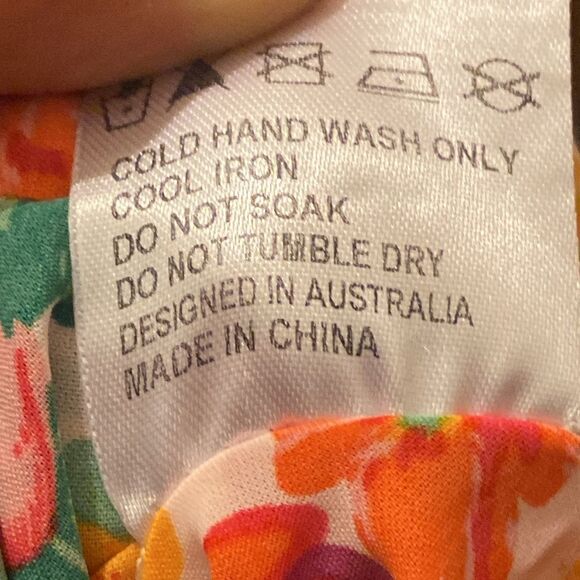 COLD HAND WASH ONLY
COOL IRON
DO NOT SOAK
DO NOT TUMBLE DRY
DESIGNED IN AUSTRALIA
MADE IN CHINA